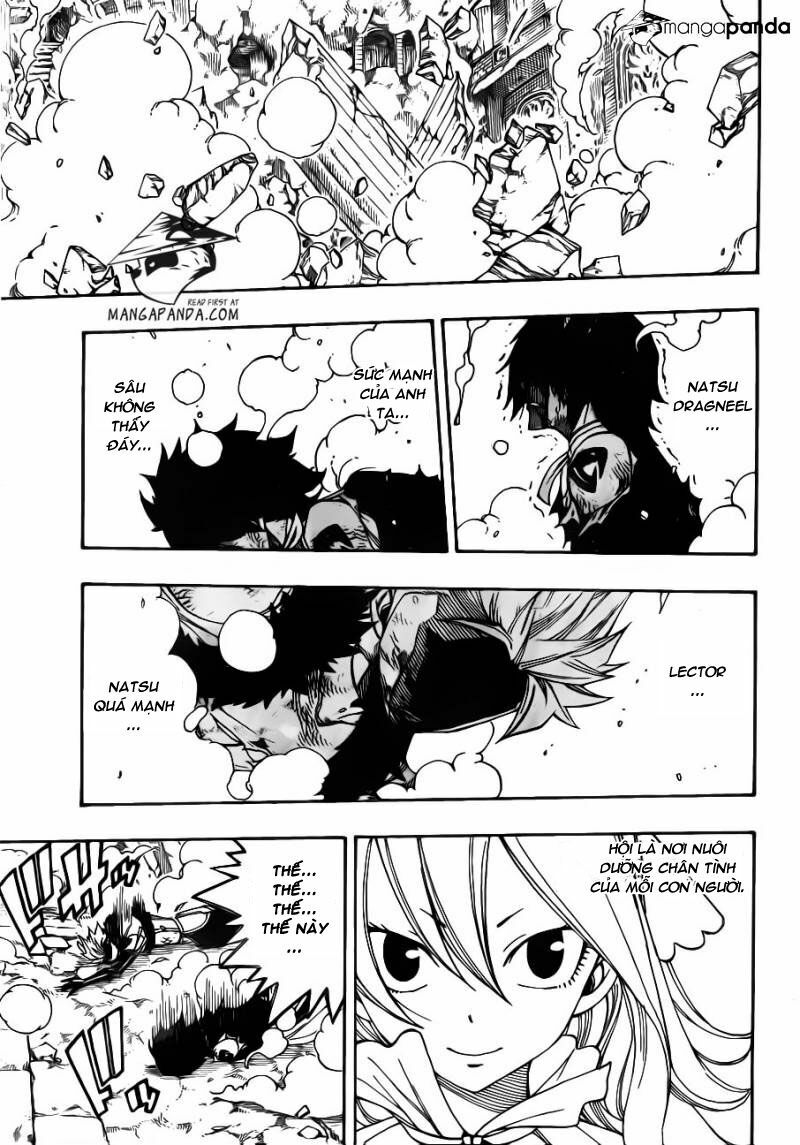 mangapanda
READ FIRST AT
MANGAPANDA.COM
NATSU
DRAGNEEL
...
SỨC MẠNH
CỦA ANH
TA...
SÂU
KHÔNG
THẤY
ĐÁY...
LECTOR
...
NATSU
QUÁ MẠNH
...
HỘI LÀ NƠI NUÔI
DƯỠNG CHÂN TÌNH
CỦA MỖI CON NGƯỜI.
THẾ...
THẾ...
THẾ...
THẾ NÀY
...